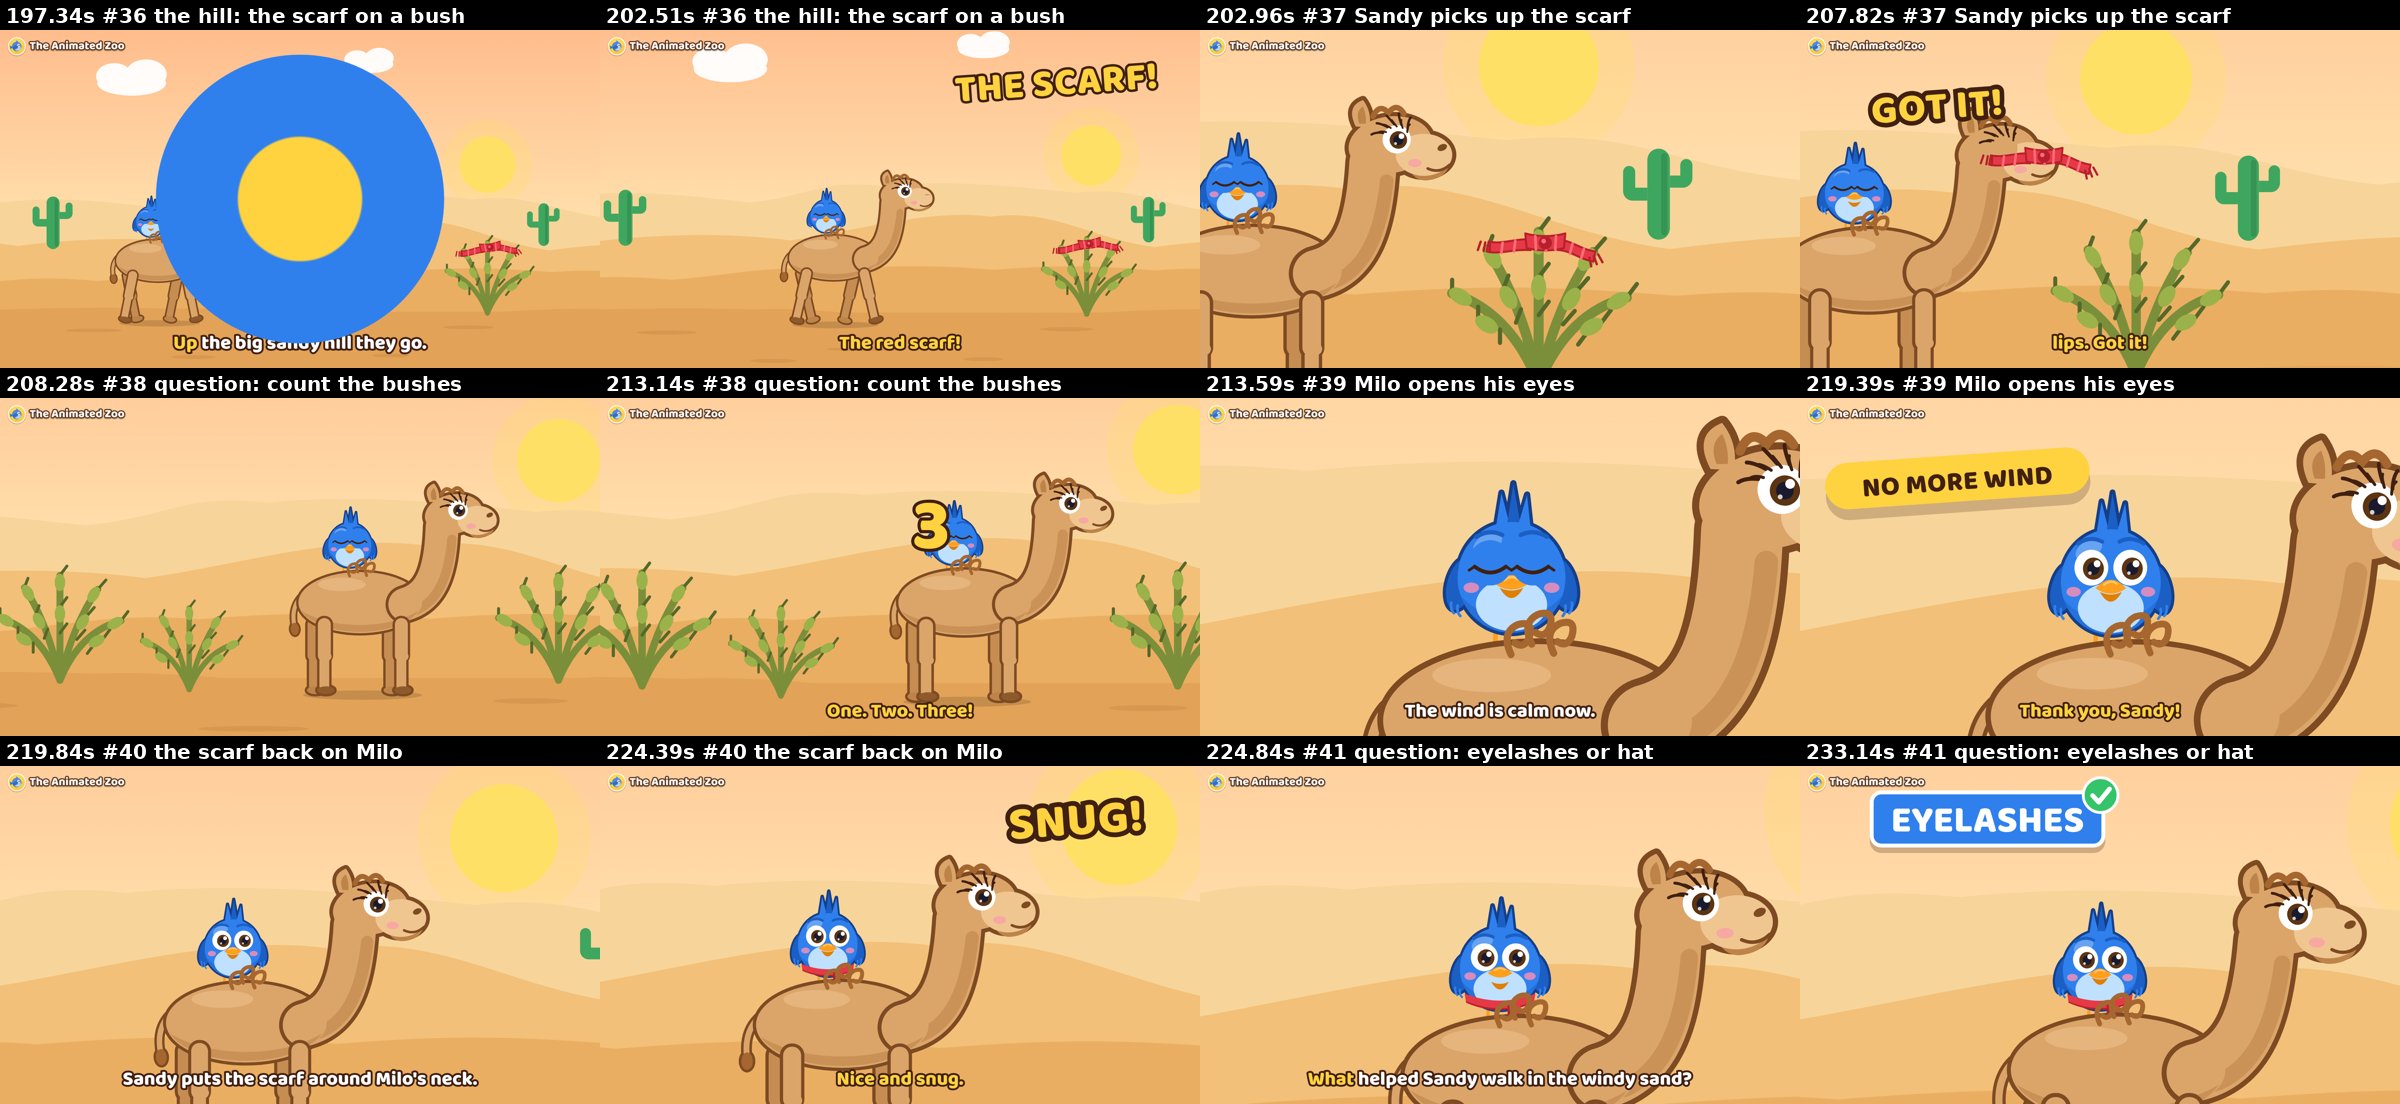 197.34s #36 the hill: the scarf on a bush
The Animated Zoo
Up the big sandy hill they go.
202.51s #36 the hill: the scarf on a bush
The Animated Zoo
THE SCARF!
The red scarf!
202.96s #37 Sandy picks up the scarf
The Animated Zoo
207.82s #37 Sandy picks up the scarf
The Animated Zoo
GOT IT!
lips. Got it!
208.28s #38 question: count the bushes
The Animated Zoo
213.14s #38 question: count the bushes
The Animated Zoo
3
One. Two. Three!
213.59s #39 Milo opens his eyes
The Animated Zoo
The wind is calm now.
219.39s #39 Milo opens his eyes
The Animated Zoo
NO MORE WIND
Thank you, Sandy!
219.84s #40 the scarf back on Milo
The Animated Zoo
Sandy puts the scarf around Milo's neck.
224.39s #40 the scarf back on Milo
The Animated Zoo
SNUG!
Nice and snug.
224.84s #41 question: eyelashes or hat
The Animated Zoo
What helped Sandy walk in the windy sand?
233.14s #41 question: eyelashes or hat
The Animated Zoo
EYELASHES